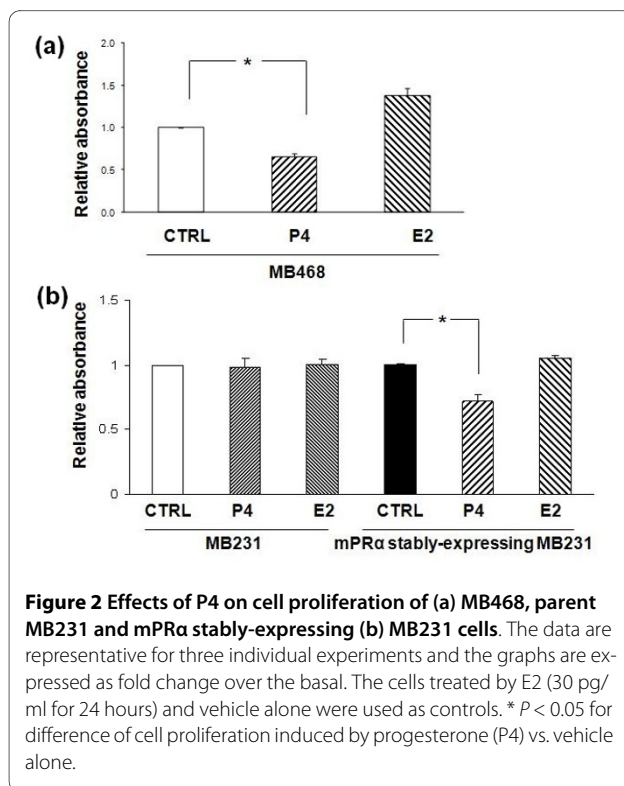 (a)
Relative absorbance
2.0
1.5
1.0
0.5
0.0
*
CTRL P4 E2
MB468
(b)
Relative absorbance
1.5
1
0.5
0
*
CTRL P4 E2 CTRL P4 E2
MB231 mPRα stably-expressing MB231
Figure 2 Effects of P4 on cell proliferation of (a) MB468, parent
MB231 and mPRα stably-expressing (b) MB231 cells. The data are
representative for three individual experiments and the graphs are ex-
pressed as fold change over the basal. The cells treated by E2 (30 pg/
ml for 24 hours) and vehicle alone were used as controls. * P < 0.05 for
difference of cell proliferation induced by progesterone (P4) vs. vehicle
alone.